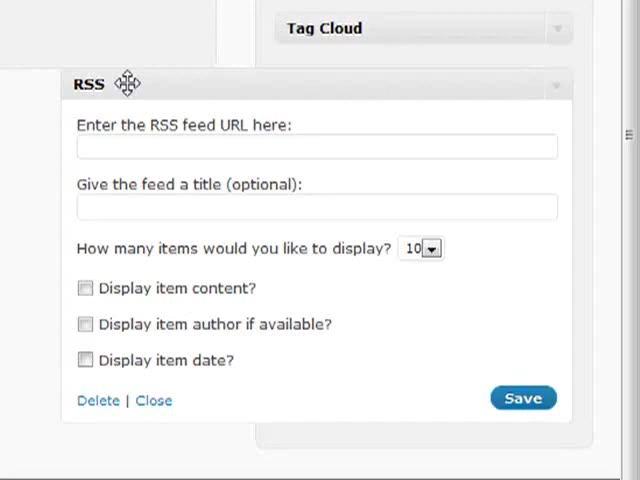 Tag Cloud
RSS
Enter the RSS feed URL here:
Give the feed a title (optional):
How many items would you like to display? 10
Display item content?
Display item author if available?
Display item date?
Delete | Close
Save